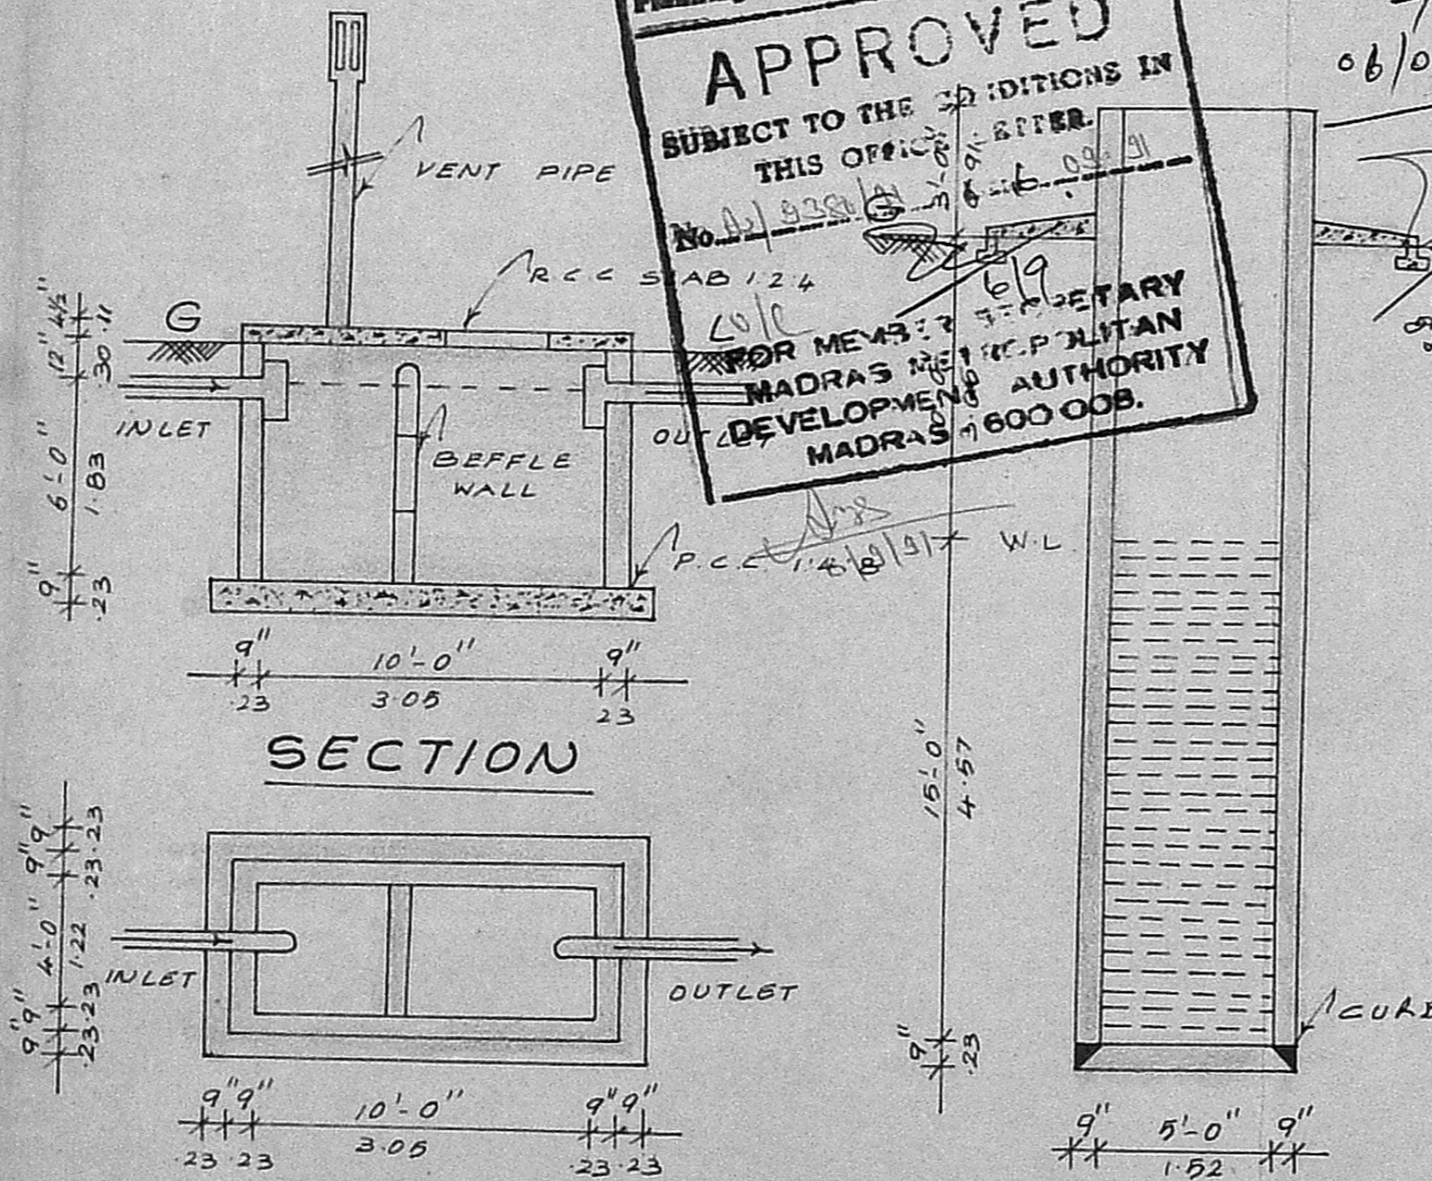 APPROVED
SUBJECT TO THE CONDITIONS IN
THIS OFFICE LETTER.
No.
6/9
FOR MEMBER SECRETARY
MADRAS METROPOLITAN
DEVELOPMENT AUTHORITY
MADRAS 600 008.
VENT PIPE
R.C.C SLAB 1:2:4
G
INLET
OUTLET
BEFFLE
WALL
P.C.C.
W.L.
4½" .11
12" .30
6'-0" 1.83
9" .23
9" 10'-0" 9"
.23 3.05 23
SECTION
9" .23
9" .23
4'-0" 1.22
9" .23
9" .23
INLET
OUTLET
9" 9" 10'-0" 9" 9"
.23 .23 3.05 .23 .23
15'-0" 4.57
9" .23
9" 5'-0" 9"
1.52